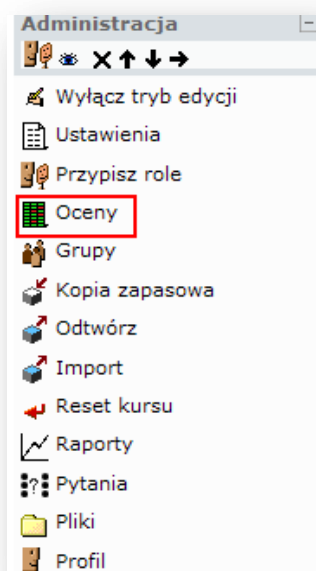 Administracja
Wyłącz tryb edycji
Ustawienia
Przypisz role
Oceny
Grupy
Kopia zapasowa
Odtwórz
Import
Reset kursu
Raporty
Pytania
Pliki
Profil